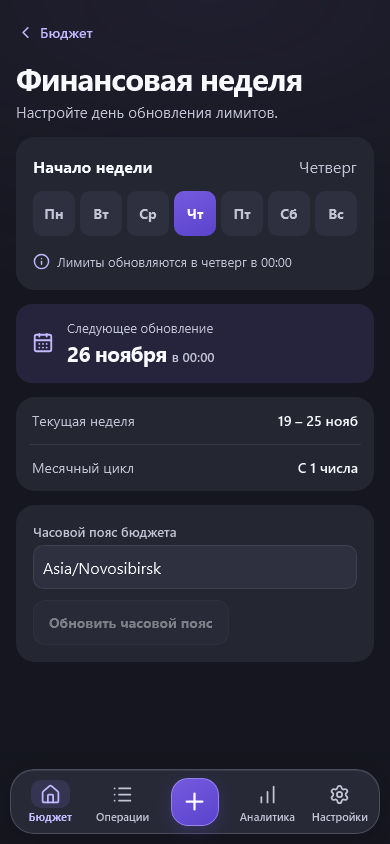 Бюджет
Финансовая неделя
Настройте день обновления лимитов.
Начало недели Четверг
Пн Вт Ср Чт Пт Сб Вс
Лимиты обновляются в четверг в 00:00
Следующее обновление
26 ноября в 00:00
Текущая неделя 19 – 25 нояб
Месячный цикл С 1 числа
Часовой пояс бюджета
Asia/Novosibirsk
Обновить часовой пояс
Бюджет Операции Аналитика Настройки